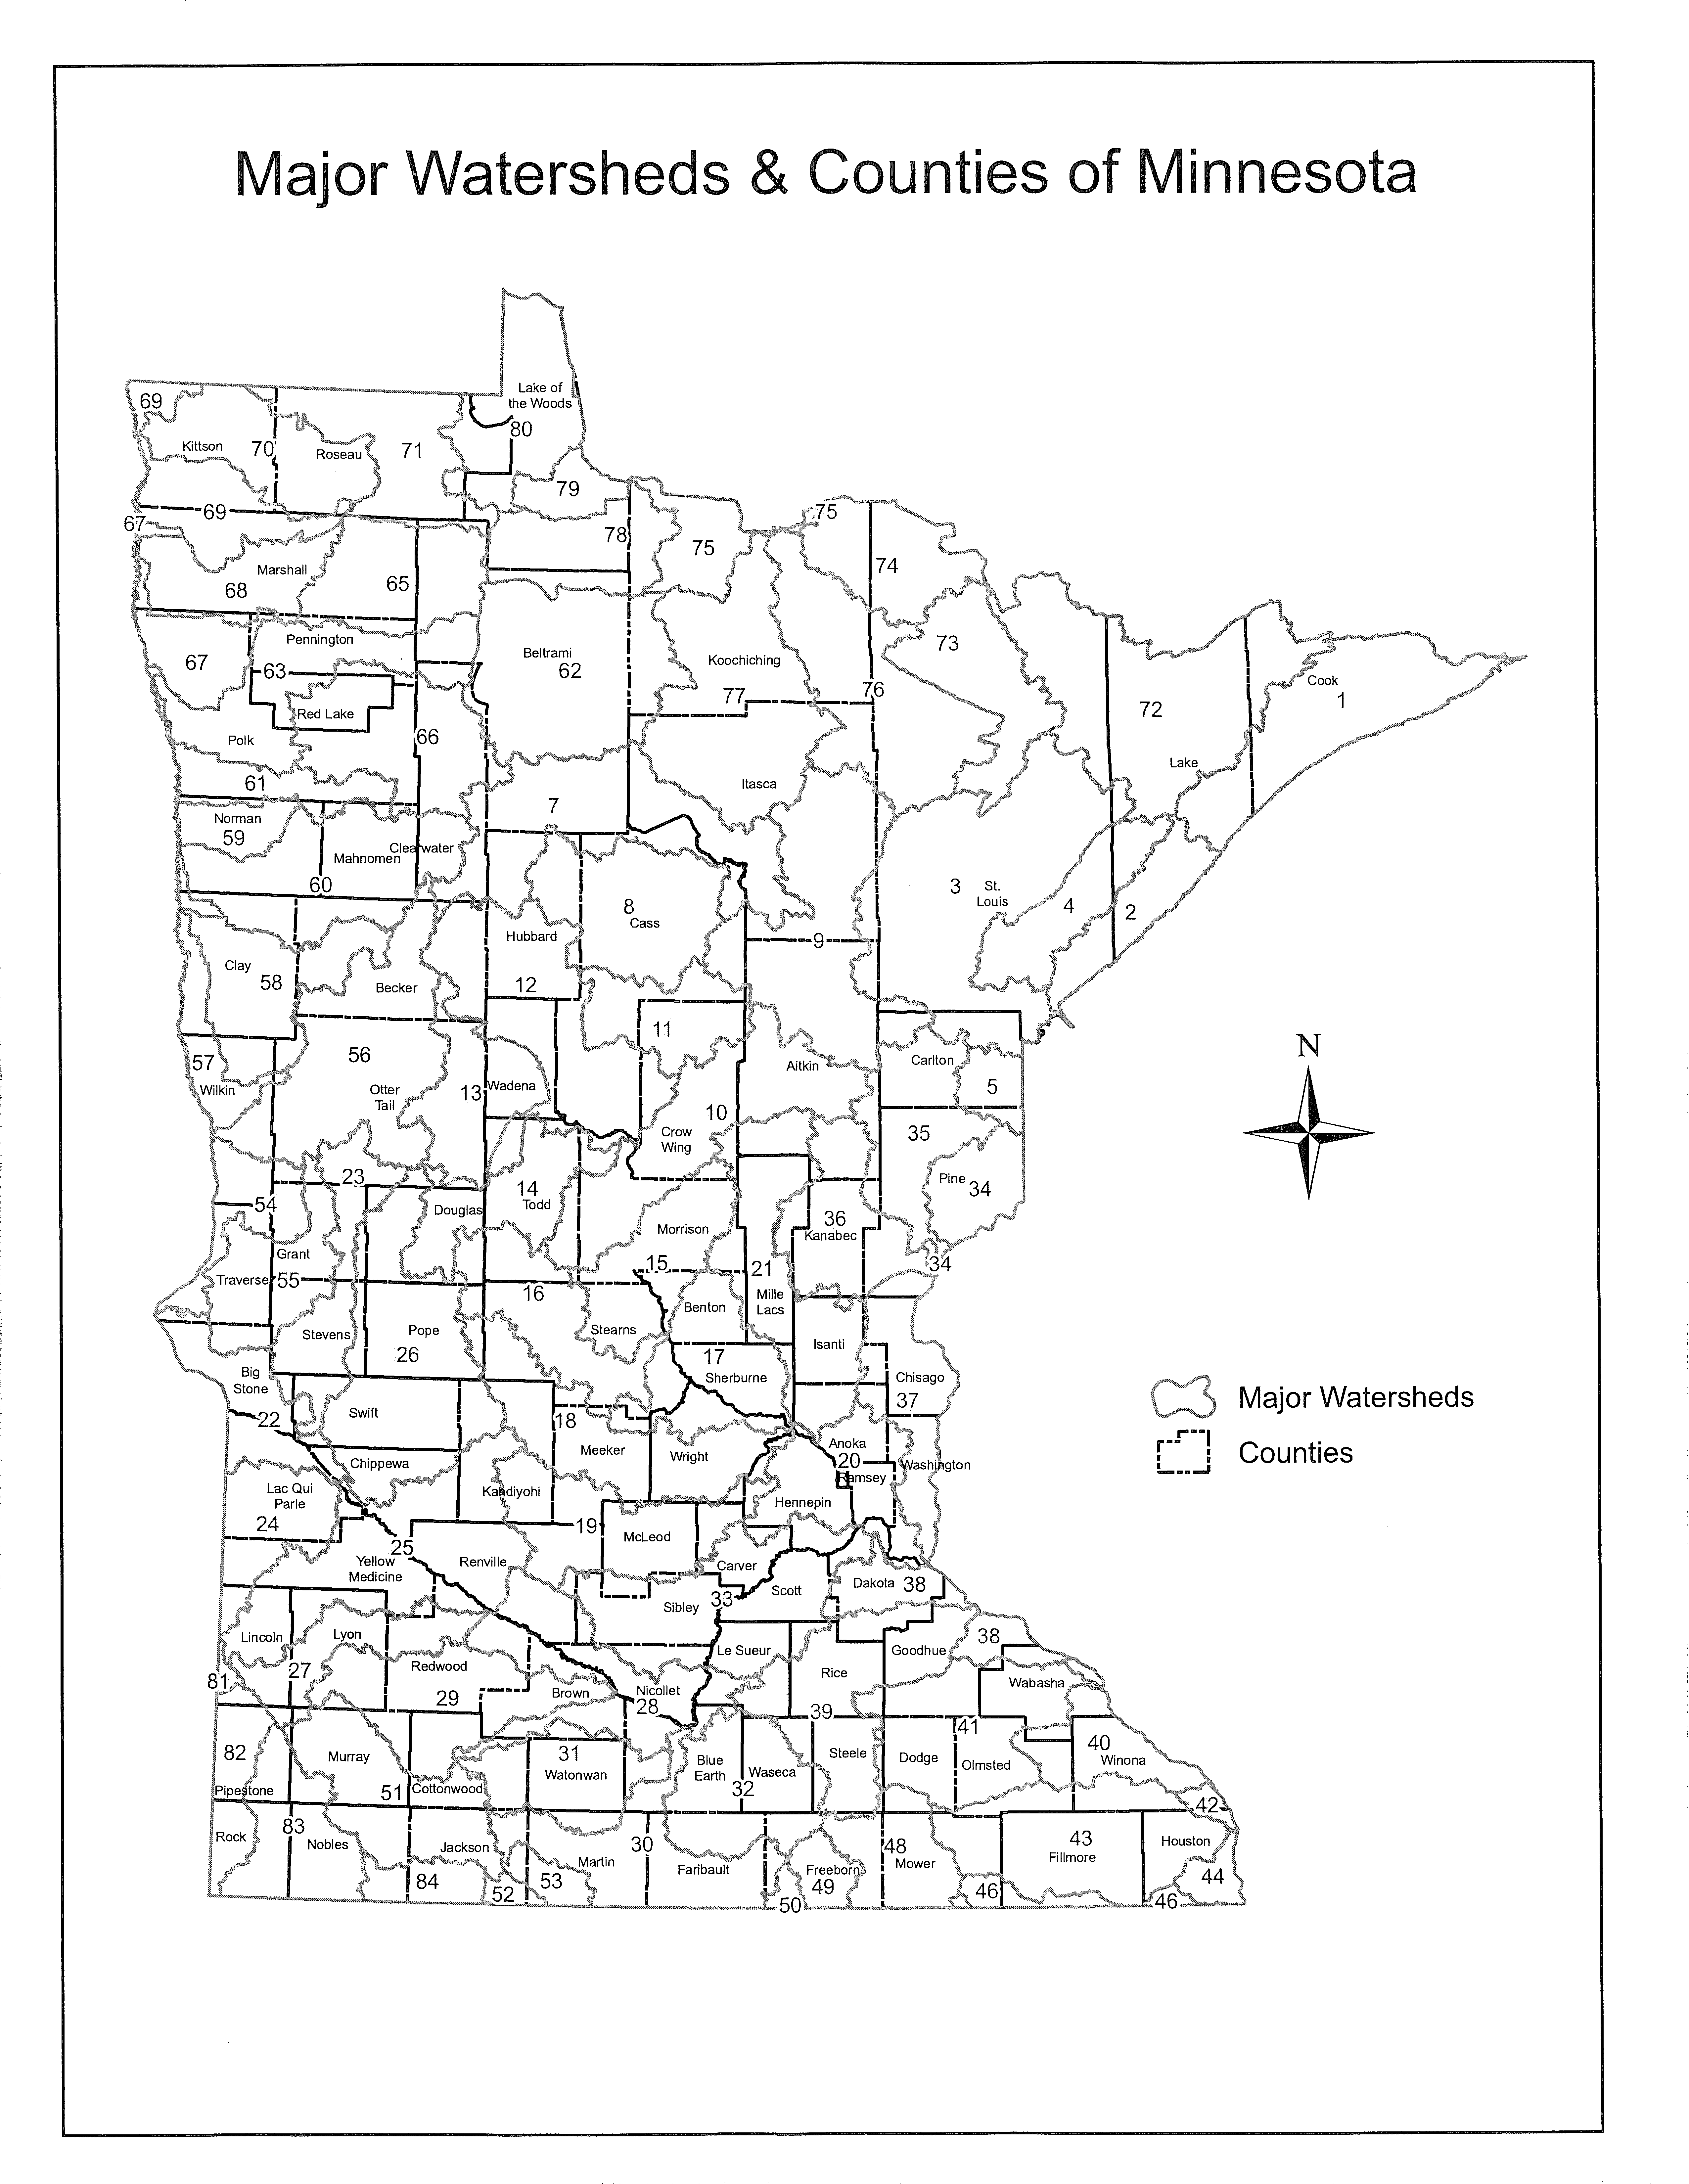 Major Watersheds & Counties of Minnesota
Lake of
the Woods
69
80
Kittson
70
Roseau
71
79
69
67
75
78
75
74
Marshall
68
65
Pennington
73
Beltrami
62
Koochiching
67
63
Cook
1
77
76
Red Lake
72
Polk
66
Lake
61
Itasca
7
Norman
59
Clearwater
Mahnomen
60
3
St.
Louis
4
2
8
Cass
Hubbard
9
Clay
58
Becker
12
11
N
56
57
Wilkin
Otter
Tail
13
Wadena
Aitkin
Carlton
5
10
Crow
Wing
35
23
14
Todd
Pine
34
54
Douglas
Morrison
36
Kanabec
Grant
15
21
34
Traverse
55
16
Mille
Lacs
Benton
Stevens
Pope
Stearns
Isanti
26
17
Sherburne
Big
Stone
Chisago
37
Major Watersheds
22
Swift
18
Meeker
Wright
Anoka
20
Counties
Chippewa
Washington
Ramsey
Lac Qui
Parle
Kandiyohi
Hennepin
24
19
McLeod
25
Yellow
Medicine
Renville
Carver
Scott
Dakota
38
33
Sibley
Lincoln
Lyon
Le Sueur
Goodhue
38
81
27
Redwood
Rice
Wabasha
29
Brown
Nicollet
28
39
41
82
Murray
31
Blue
Earth
Steele
Dodge
40
Winona
Watonwan
Waseca
Olmsted
Pipestone
51
Cottonwood
32
42
83
Rock
Nobles
Jackson
30
48
43
Houston
Martin
Faribault
Freeborn
Mower
Fillmore
84
52
53
49
46
44
50
46